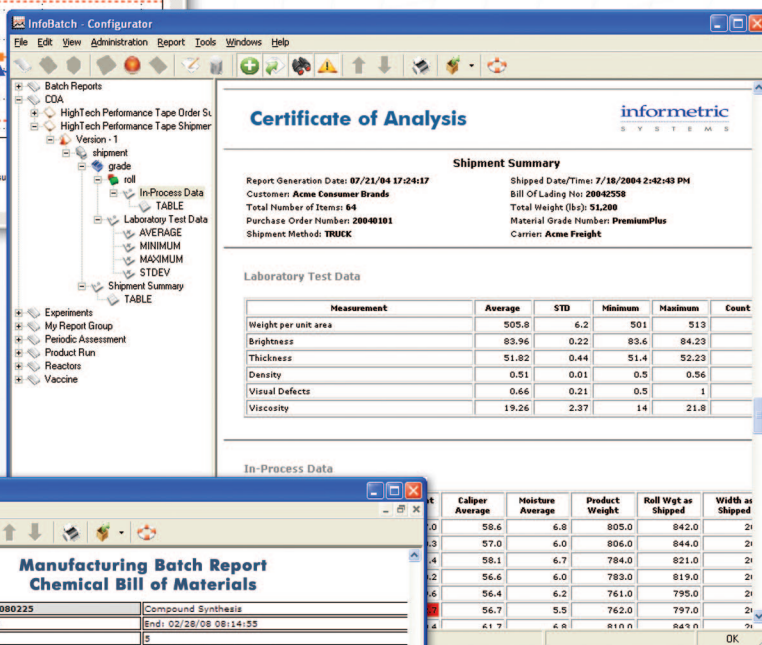 InfoBatch - Configurator
File Edit View Administration Report Tools Windows Help
Batch Reports
COA
HighTech Performance Tape Order Su
HighTech Performance Tape Shipmer
Version - 1
shipment
grade
roll
In-Process Data
TABLE
Laboratory Test Data
AVERAGE
MINIMUM
MAXIMUM
STDEV
Shipment Summary
TABLE
Experiments
My Report Group
Periodic Assessment
Product Run
Reactors
Vaccine
Certificate of Analysis
informetric
SYSTEMS
Shipment Summary
Report Generation Date: 07/21/04 17:24:17 Shipped Date/Time: 7/18/2004 2:42:43 PM
Customer: Acme Consumer Brands Bill Of Lading No: 20042558
Total Number of Items: 64 Total Weight (lbs): 51,200
Purchase Order Number: 20040101 Material Grade Number: PremiumPlus
Shipment Method: TRUCK Carrier: Acme Freight
Laboratory Test Data
Measurement Average STD Minimum Maximum Count
Weight per unit area 505.8 6.2 501 513
Brightness 83.96 0.22 83.6 84.23
Thickness 51.82 0.44 51.4 52.23
Density 0.51 0.01 0.5 0.56
Visual Defects 0.66 0.21 0.5 1
Viscosity 19.26 2.37 14 21.8
In-Process Data
Caliper Average Moisture Average Product Weight Roll Wgt as Shipped Width as Shipped
58.6 6.8 805.0 842.0
57.0 6.0 806.0 844.0
58.1 6.7 784.0 821.0
56.6 6.0 783.0 819.0
56.4 6.2 761.0 795.0
56.7 5.5 762.0 797.0
61.7 6.8 810.0 843.0
OK
Manufacturing Batch Report
Chemical Bill of Materials
080225 Compound Synthesis
End: 02/28/08 08:14:55
5